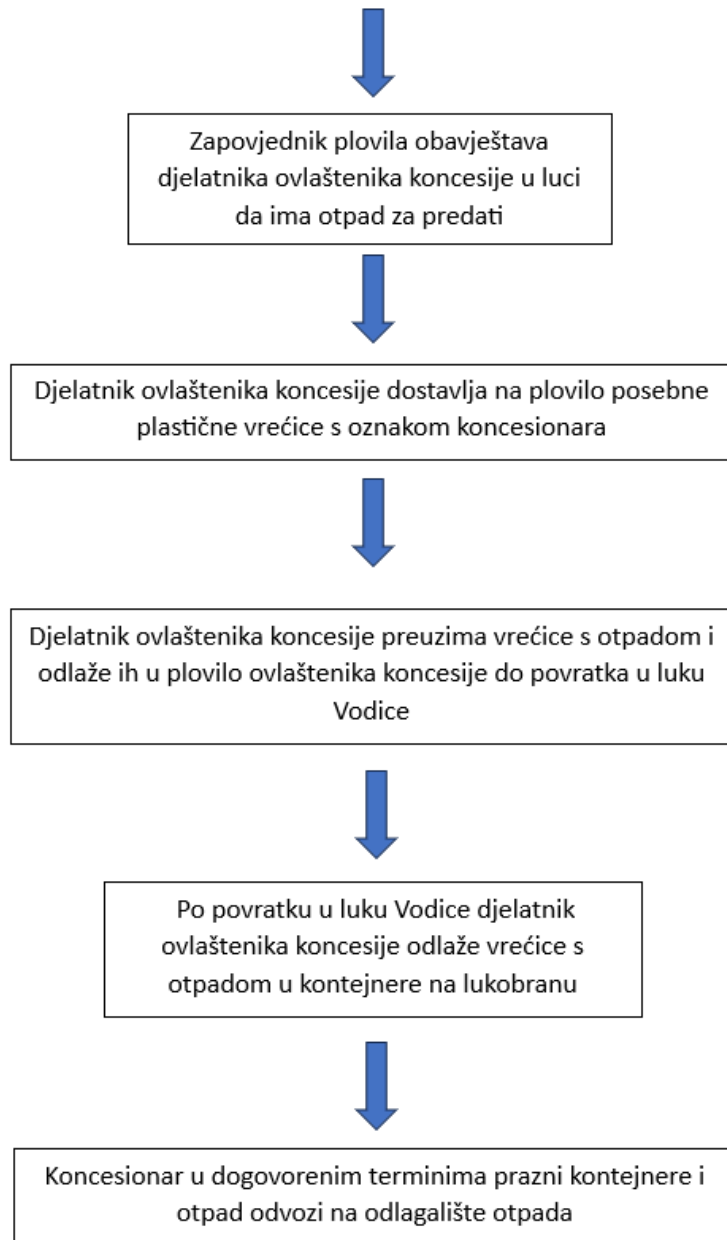 Zapovjednik plovila obavještava
djelatnika ovlaštenika koncesije u luci
da ima otpad za predati
Djelatnik ovlaštenika koncesije dostavlja na plovilo posebne
plastične vrećice s oznakom koncesionara
Djelatnik ovlaštenika koncesije preuzima vrećice s otpadom i
odlaže ih u plovilo ovlaštenika koncesije do povratka u luku
Vodice
Po povratku u luku Vodice djelatnik
ovlaštenika koncesije odlaže vrećice s
otpadom u kontejnere na lukobranu
Koncesionar u dogovorenim terminima prazni kontejnere i
otpad odvozi na odlagalište otpada